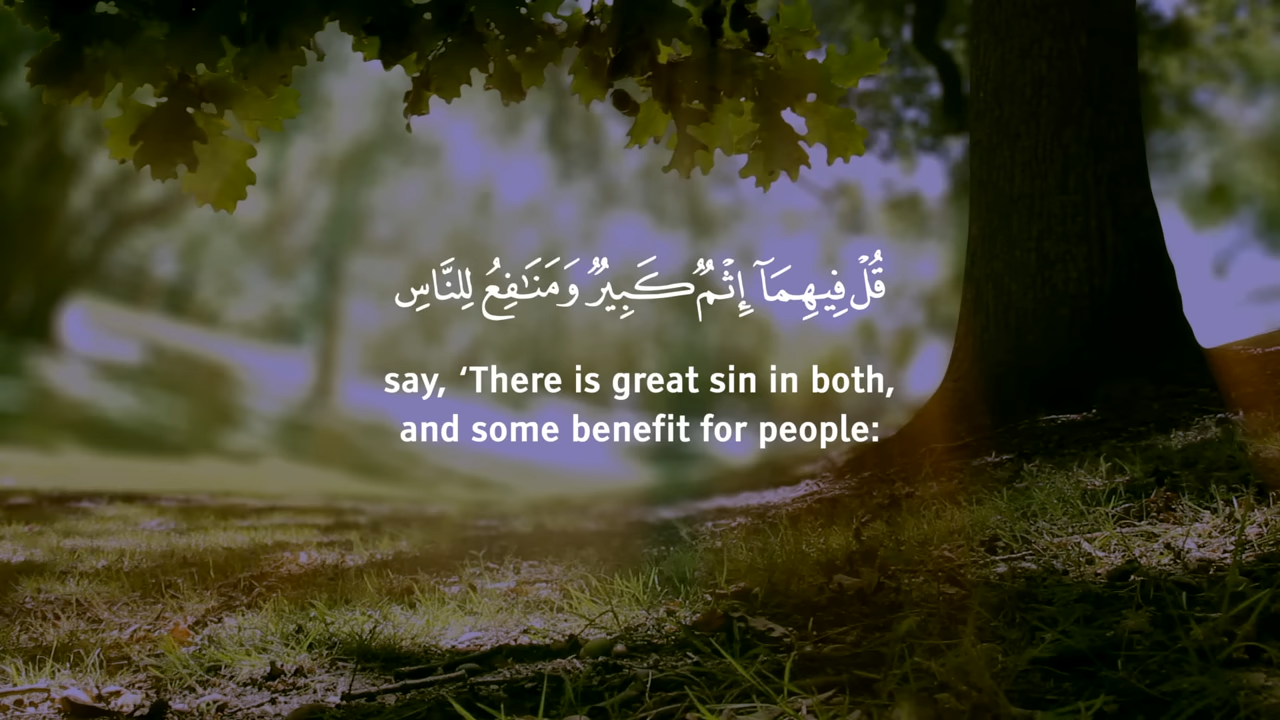 قُلْ فِيهِمَآ إِثْمٌۭ كَبِيرٌۭ وَمَنَـٰفِعُ لِلنَّاسِ
say, ‘There is great sin in both,
and some benefit for people: